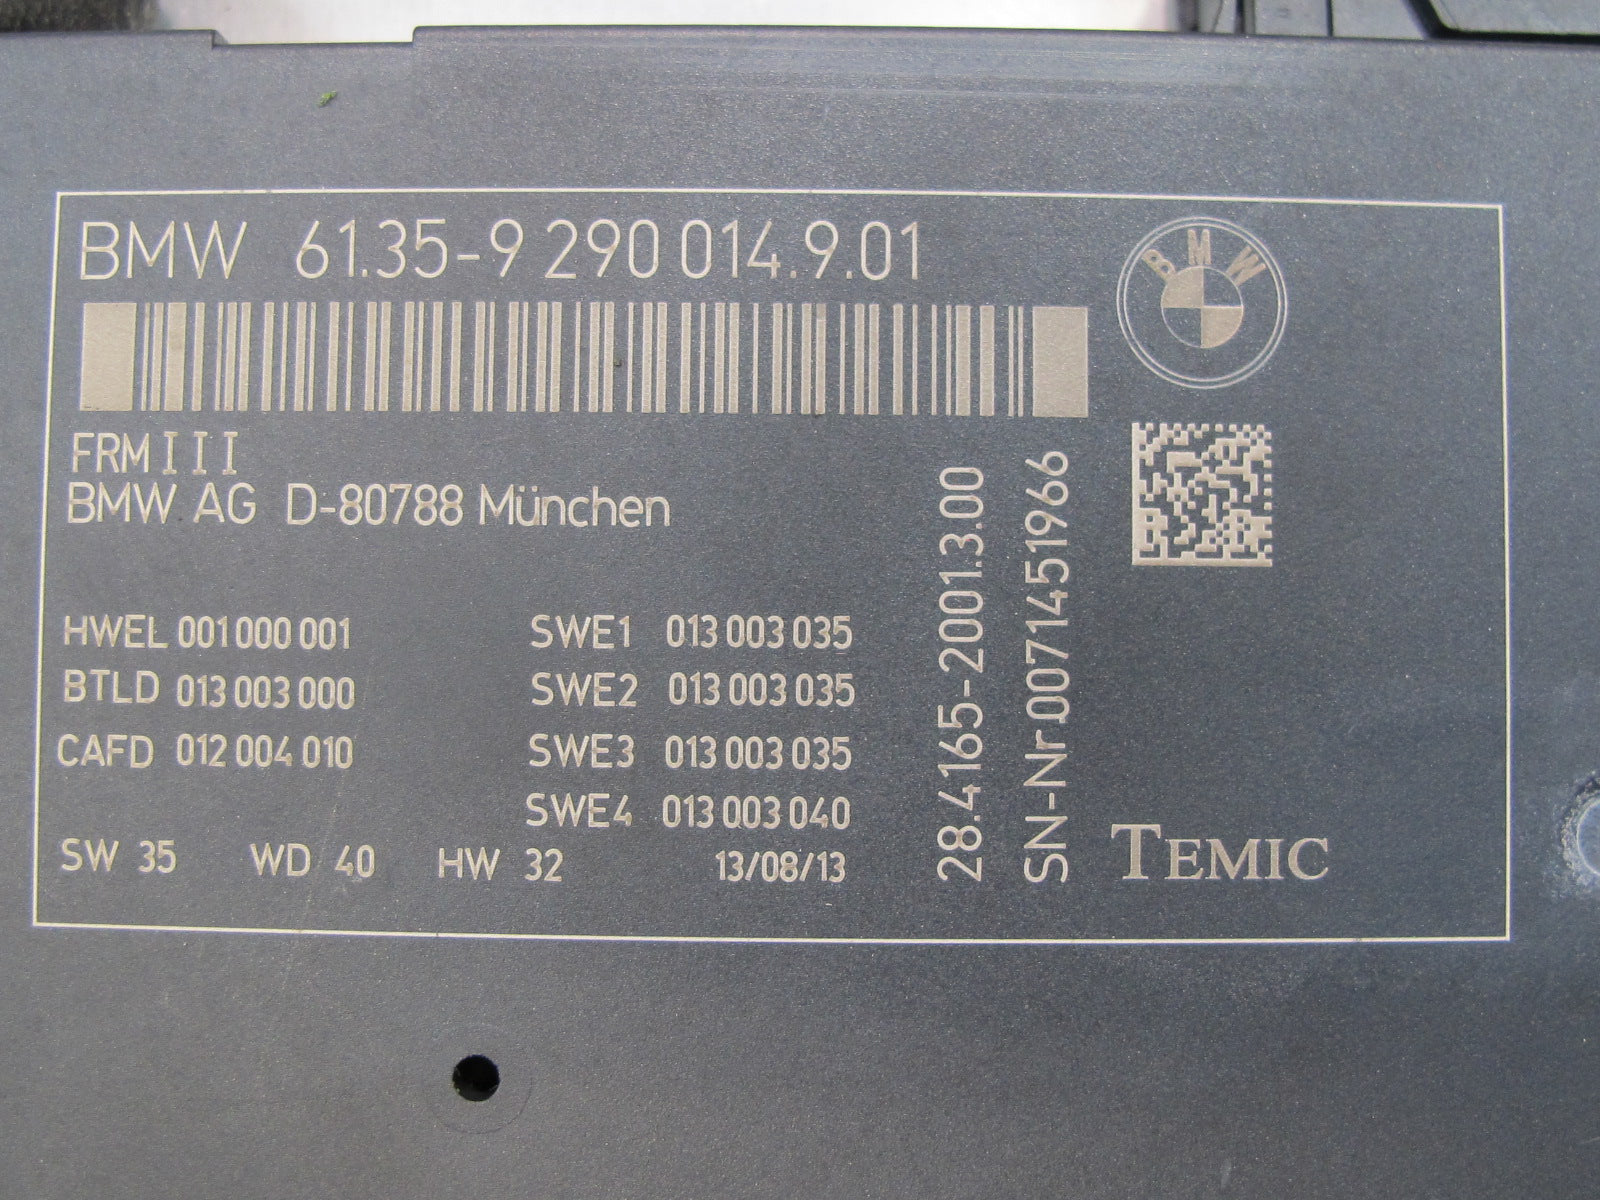 BMW 61.35-9 290 014.9.01
BMW
FRM III
BMW AG D-80788 München
HWEL 001 000 001 SWE1 013 003 035
BTLD 013 003 000 SWE2 013 003 035
CAFD 012 004 010 SWE3 013 003 035
SWE4 013 003 040
SW 35 WD 40 HW 32 13/08/13
28.4165-2001.3.00
SN-Nr.0071451966
TEMIC